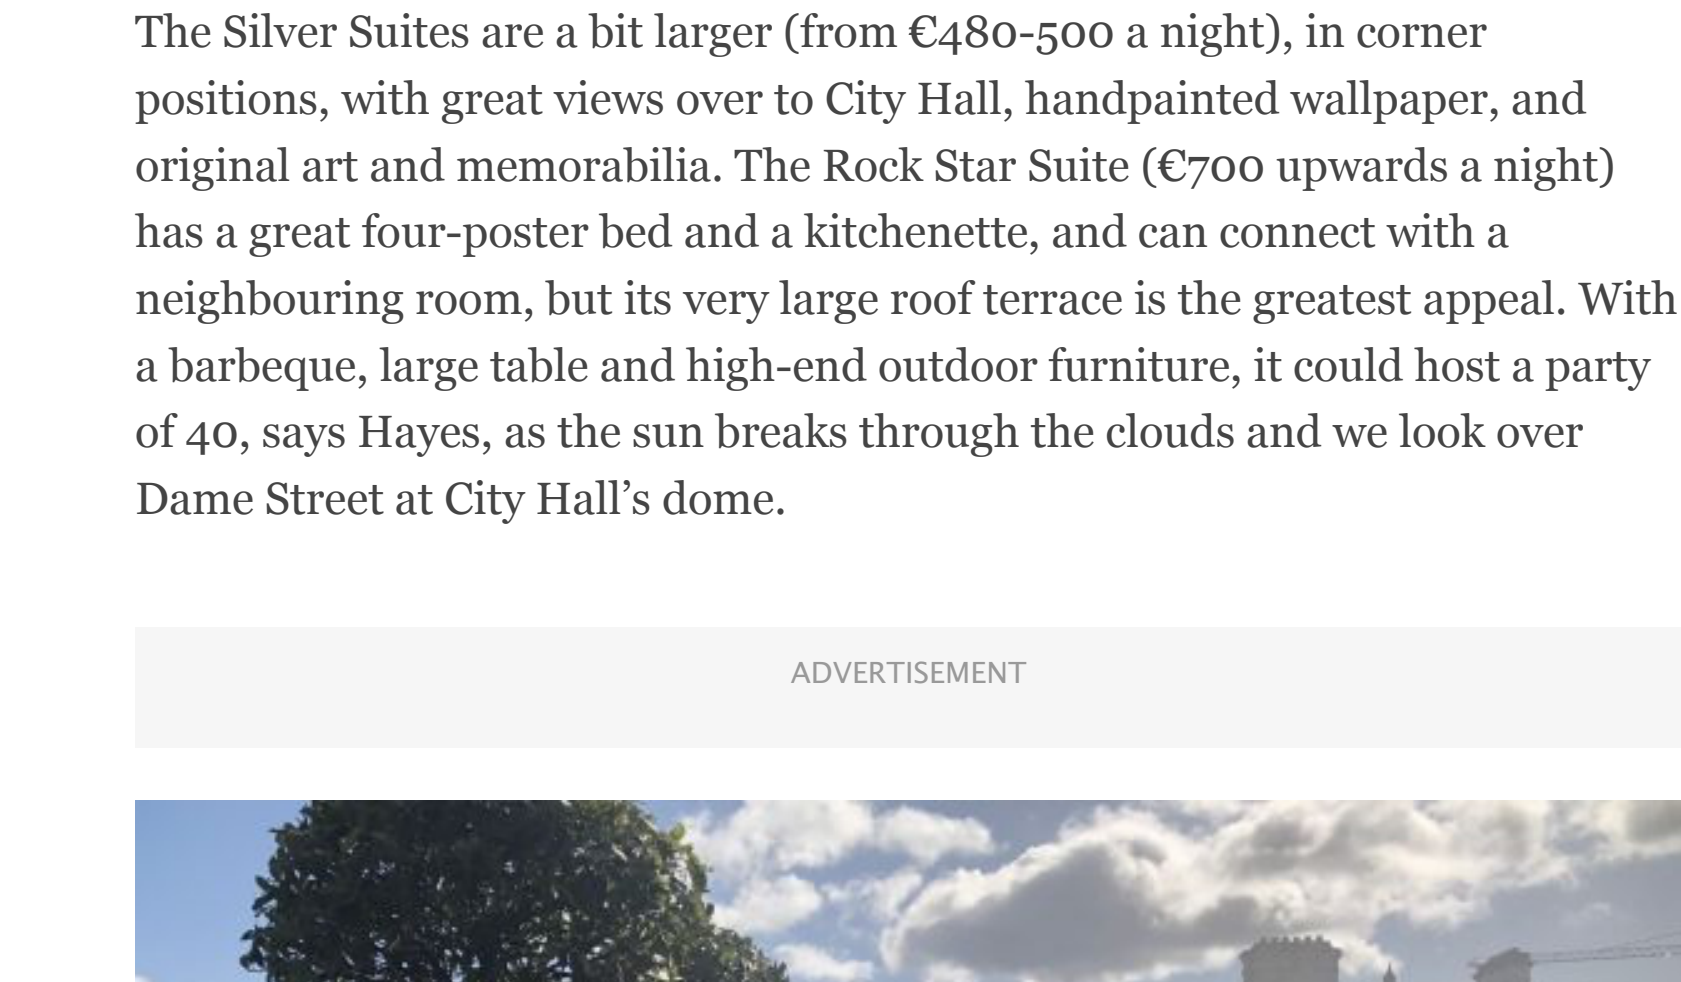 The Silver Suites are a bit larger (from €480-500 a night), in corner
positions, with great views over to City Hall, handpainted wallpaper, and
original art and memorabilia. The Rock Star Suite (€700 upwards a night)
has a great four-poster bed and a kitchenette, and can connect with a
neighbouring room, but its very large roof terrace is the greatest appeal. With
a barbeque, large table and high-end outdoor furniture, it could host a party
of 40, says Hayes, as the sun breaks through the clouds and we look over
Dame Street at City Hall’s dome.
ADVERTISEMENT